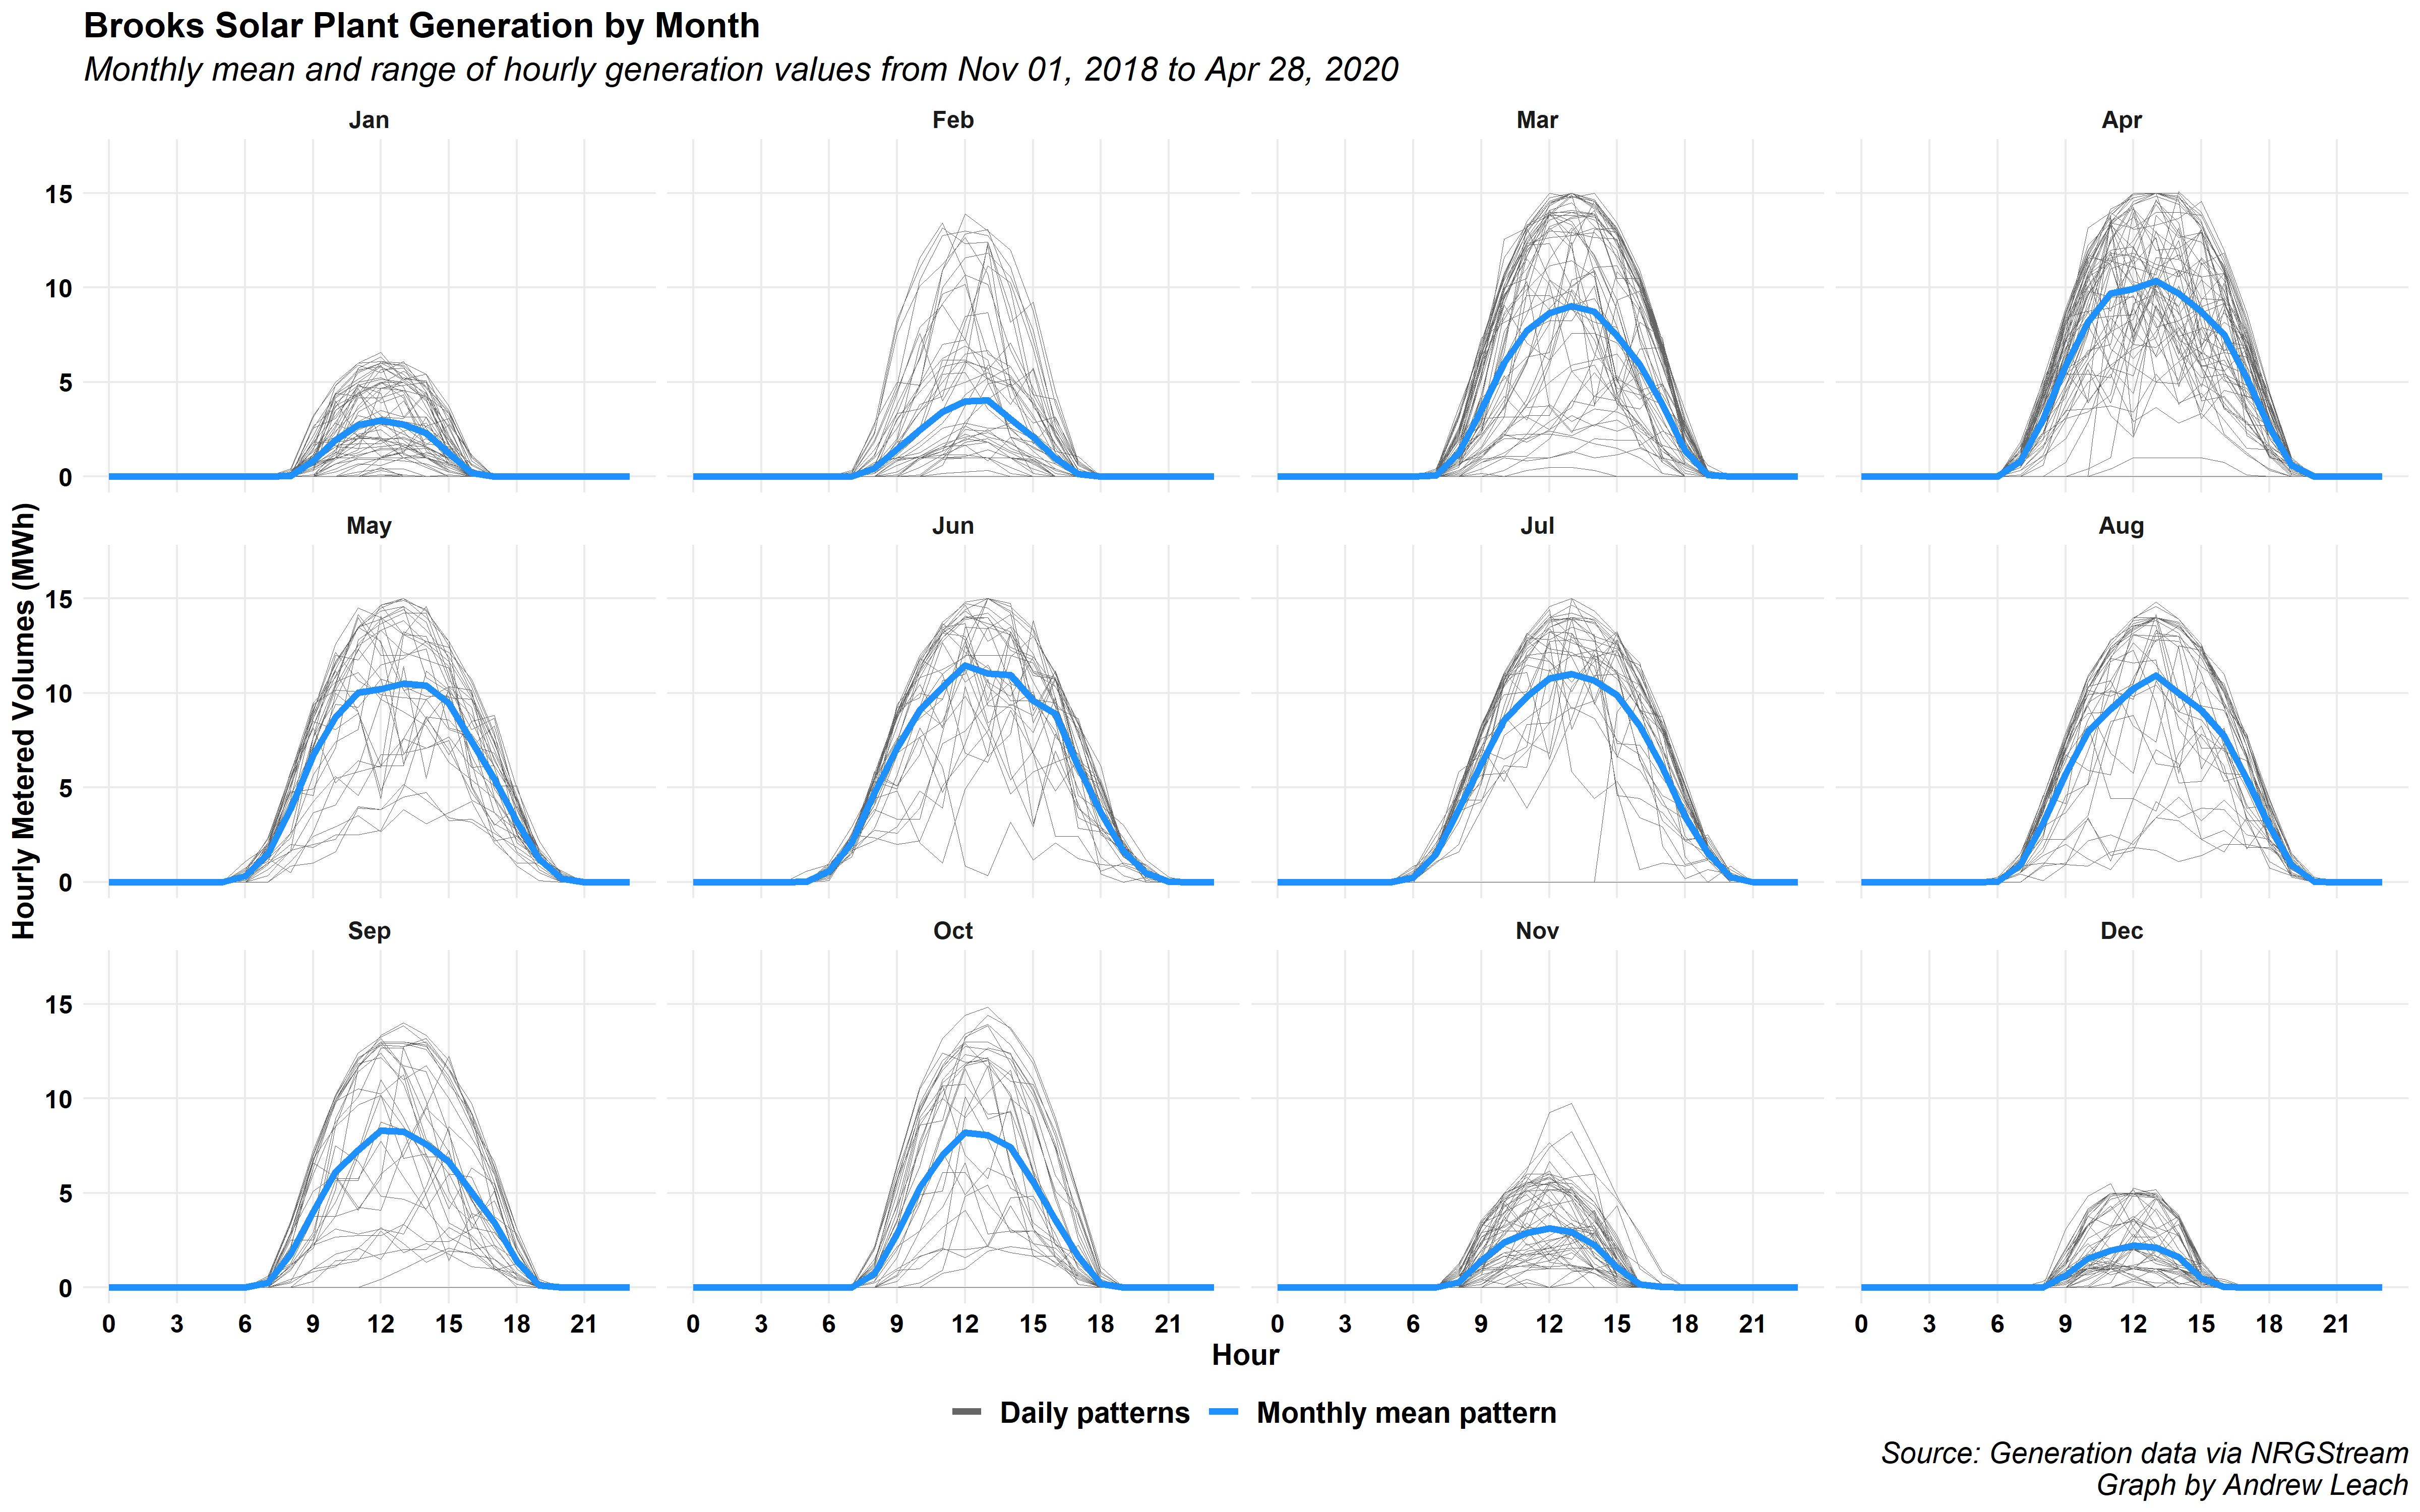 Brooks Solar Plant Generation by Month
Monthly mean and range of hourly generation values from Nov 01, 2018 to Apr 28, 2020
Jan Feb Mar Apr
15
10
5
0
May Jun Jul Aug
Hourly Metered Volumes (MWh)
15
10
5
0
Sep Oct Nov Dec
15
10
5
0
0 3 6 9 12 15 18 21 0 3 6 9 12 15 18 21 0 3 6 9 12 15 18 21 0 3 6 9 12 15 18 21
Hour
Daily patterns Monthly mean pattern
Source: Generation data via NRGStream
Graph by Andrew Leach